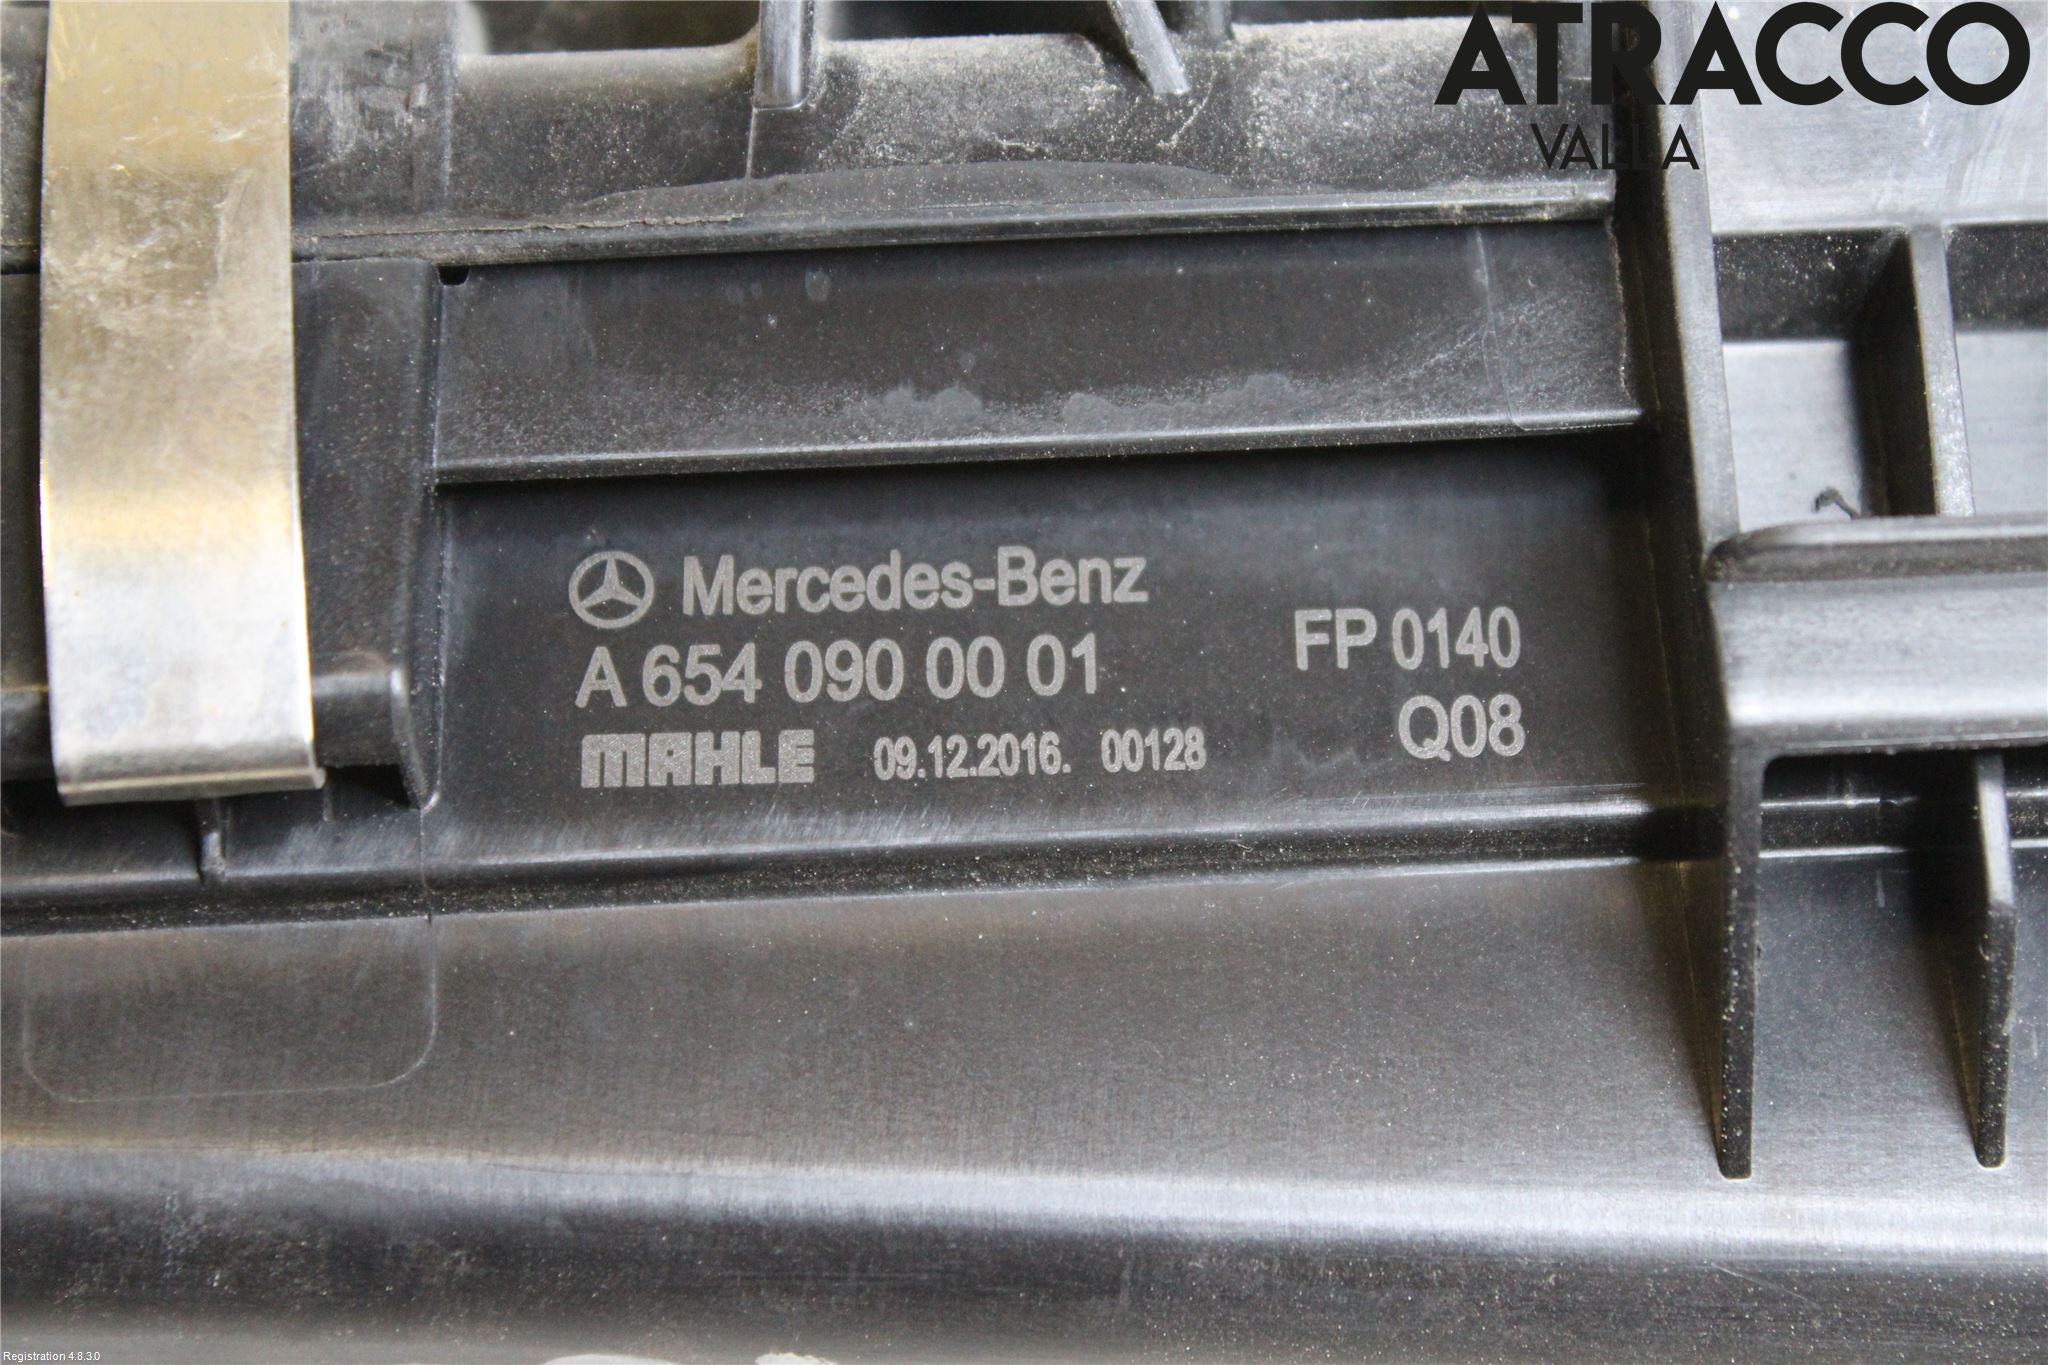 ATRACCO
VALLA
Mercedes-Benz
A 654 090 00 01
FP 0140
Q08
MAHLE 09.12.2016. 00128
Registration 4.8.3.0